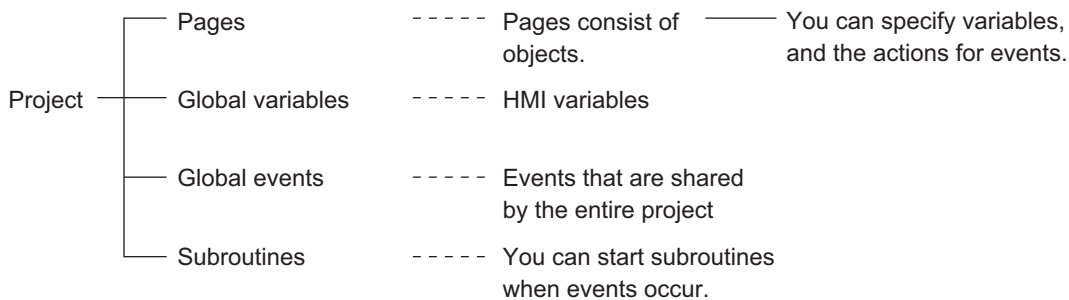 Pages
Pages consist of
objects.
You can specify variables,
and the actions for events.
Project
Global variables
HMI variables
Global events
Events that are shared
by the entire project
Subroutines
You can start subroutines
when events occur.